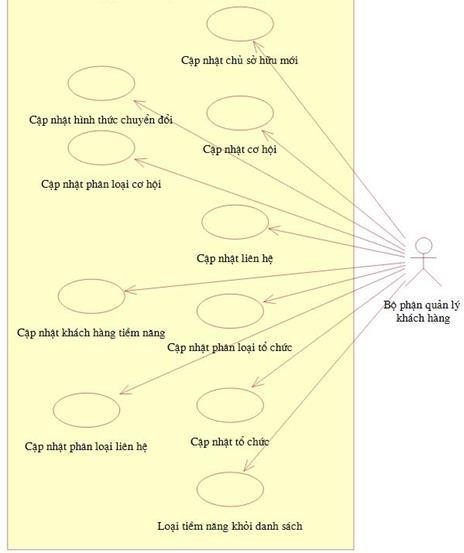 Cập nhật chủ sở hữu mới
Cập nhật hình thức chuyển đổi
Cập nhật cơ hội
Cập nhật phân loại cơ hội
Cập nhật liên hệ
Bộ phận quản lý
khách hàng
Cập nhật khách hàng tiềm năng
Cập nhật phân loại tổ chức
Cập nhật phân loại liên hệ
Cập nhật tổ chức
Loại tiềm năng khỏi danh sách